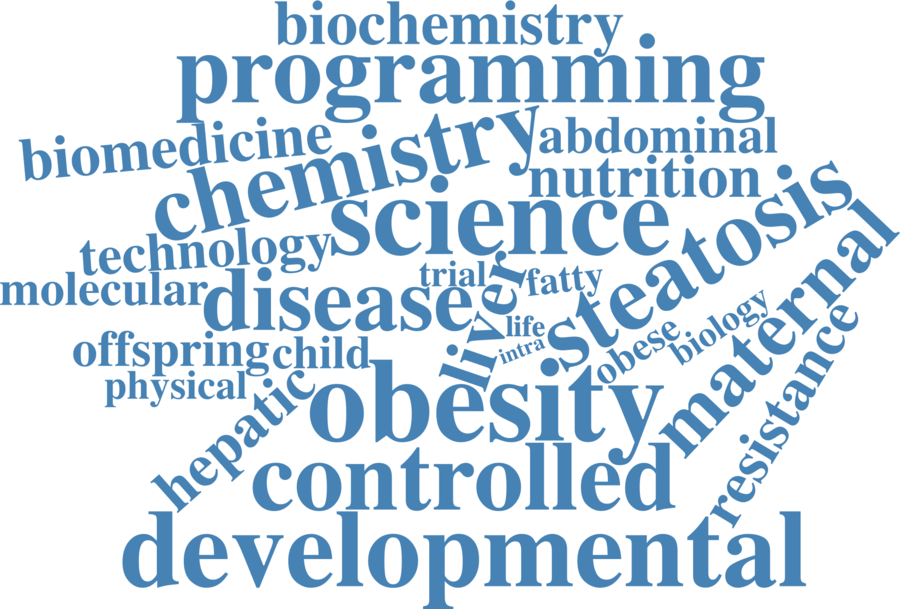 biochemistry
programming
biomedicine
chemistry
abdominal
nutrition
science
technology
steatosis
molecular
disease
trial
liver
fatty
maternal
life
intra
obese
biology
resistance
offspring
child
physical
hepatic
obesity
controlled
developmental